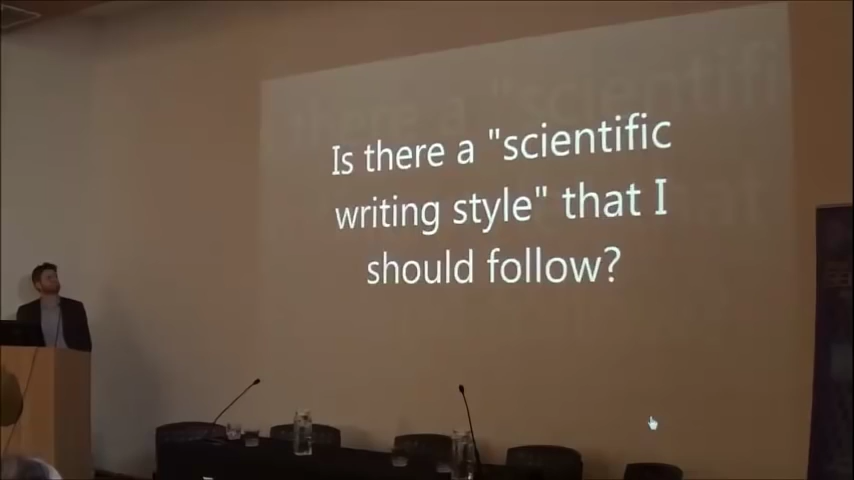 Is there a "scientific
writing style" that I
should follow?